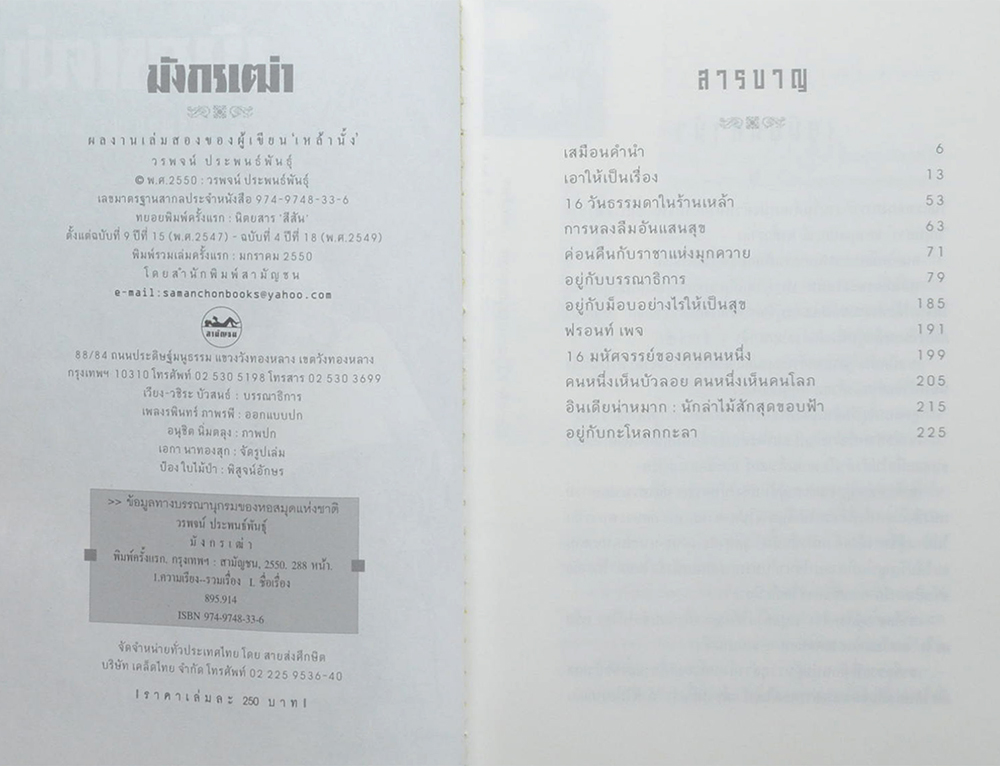 มังกรเฒ่า
ผลงานเล่มสองของผู้เขียน 'เหล้านั้ง'
วรพจน์ ประพนธ์พันธุ์
© พ.ศ.2550 : วรพจน์ ประพนธ์พันธุ์
เลขมาตรฐานสากลประจำหนังสือ 974-9748-33-6
ทยอยพิมพ์ครั้งแรก : นิตยสาร 'สีสัน'
ตั้งแต่ฉบับที่ 9 ปีที่ 15 (พ.ศ.2547) - ฉบับที่ 4 ปีที่ 18 (พ.ศ.2549)
พิมพ์รวมเล่มครั้งแรก : มกราคม 2550
โดยสำนักพิมพ์สามัญชน
e-mail:samanchonbooks@yahoo.com
สามัญชน
88/84 ถนนประดิษฐ์มนูธรรม แขวงวังทองหลาง เขตวังทองหลาง
กรุงเทพฯ 10310 โทรศัพท์ 02 530 5198 โทรสาร 02 530 3699
เวียง-วชิระ บัวสนธ์ : บรรณาธิการ
เพลงรพินทร์ ภาพรพี : ออกแบบปก
อนุชิต นิ่มตลุง : ภาพปก
เอกา นาทองสุก : จัดรูปเล่ม
ป๋อง ใบไม้ป่า : พิสูจน์อักษร
>> ข้อมูลทางบรรณานุกรมของหอสมุดแห่งชาติ
วรพจน์ ประพนธ์พันธุ์
มังกรเฒ่า
พิมพ์ครั้งแรก. กรุงเทพฯ : สามัญชน, 2550. 288 หน้า.
1.ความเรียง--รวมเรื่อง I. ชื่อเรื่อง
895.914
ISBN 974-9748-33-6
จัดจำหน่ายทั่วประเทศไทย โดย สายส่งศึกษิต
บริษัท เคล็ดไทย จำกัด โทรศัพท์ 02 225 9536-40
|ราคาเล่มละ 250 บาท|
สารบาญ
เสมือนคำนำ 6
เอาให้เป็นเรื่อง 13
16 วันธรรมดาในร้านเหล้า 53
การหลงลืมอันแสนสุข 63
ค่อนคืนกับราชาแห่งมุกควาย 71
อยู่กับบรรณาธิการ 79
อยู่กับม็อบอย่างไรให้เป็นสุข 185
ฟรอนท์ เพจ 191
16 มหัศจรรย์ของคนคนหนึ่ง 199
คนหนึ่งเห็นบัวลอย คนหนึ่งเห็นคนโลภ 205
อินเดียน่าหมาก : นักล่าไม้สักสุดขอบฟ้า 215
อยู่กับกะโหลกกะลา 225